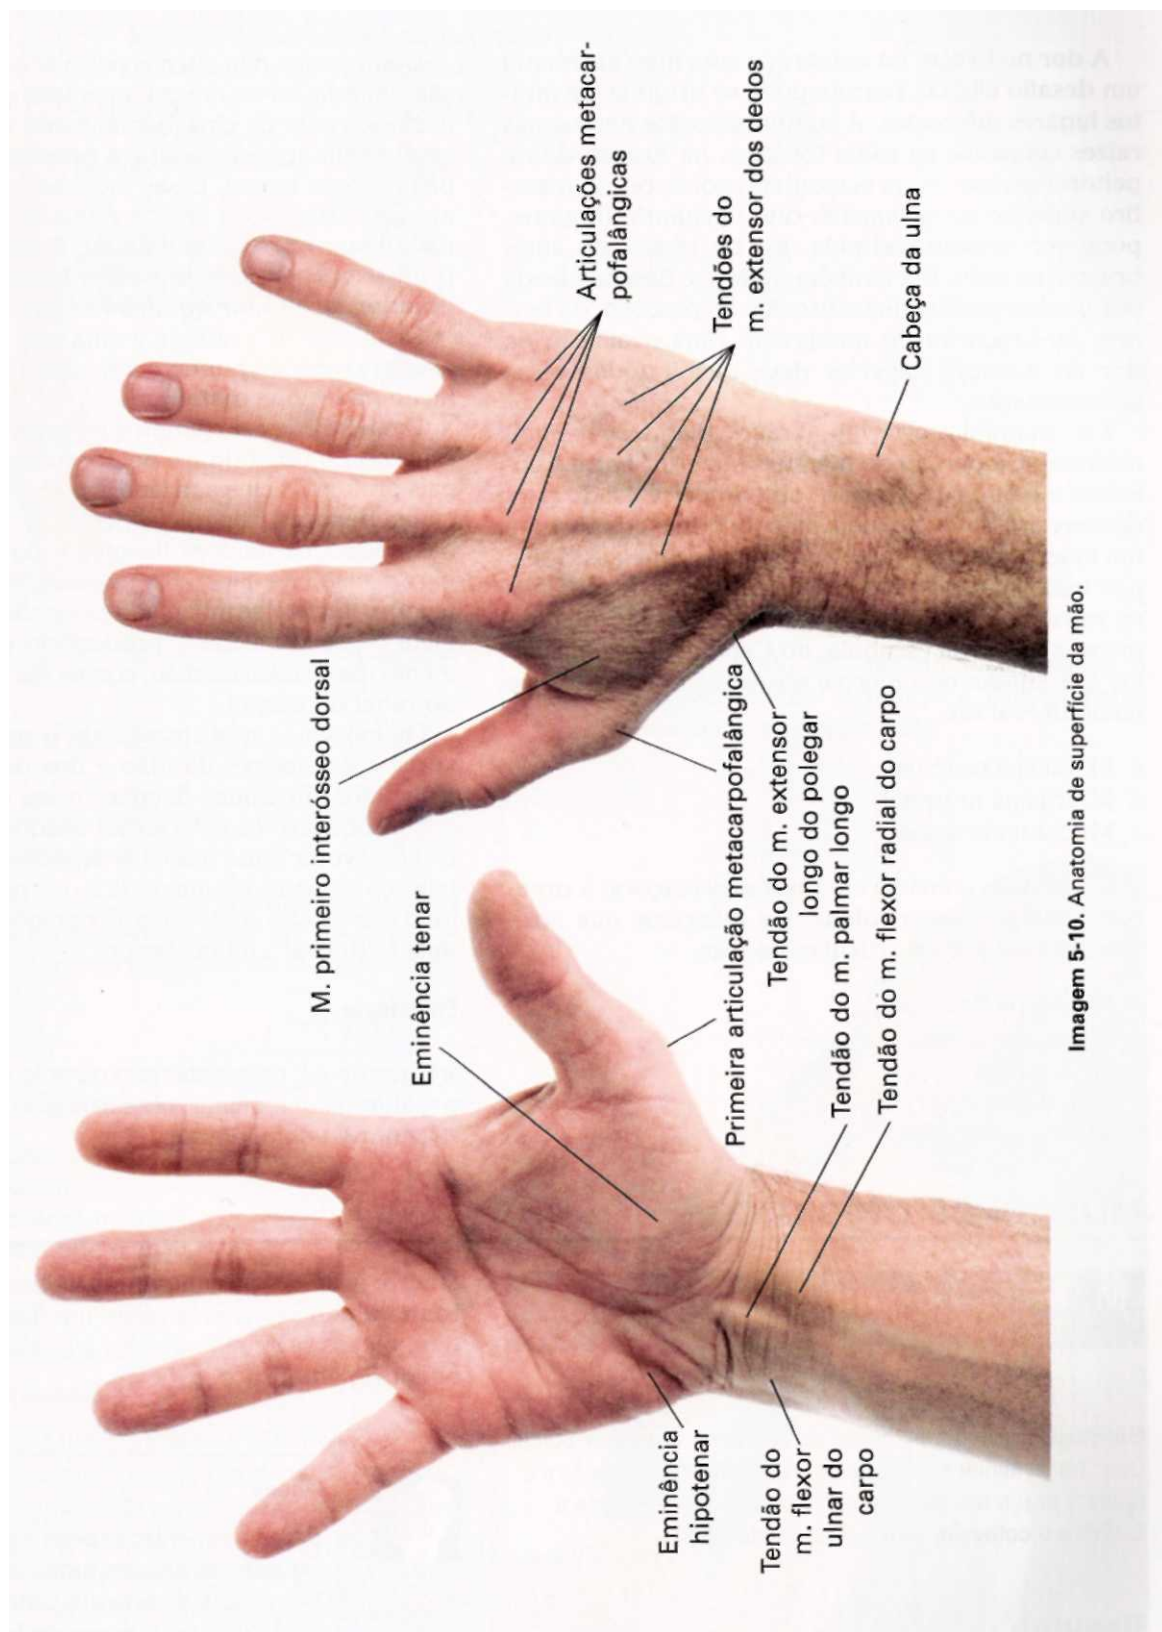 M. primeiro interósseo dorsal
Eminência tenar
Articulações metacar-
pofalângicas
Eminência
hipotenar
Tendões do
m. extensor dos dedos
Primeira articulação metacarpofalângica
Tendão do m. extensor
longo do polegar
Tendão do
m. flexor
ulnar do
carpo
Tendão do m. palmar longo
Tendão do m. flexor radial do carpo
Cabeça da ulna
Imagem 5-10. Anatomia de superfície da mão.